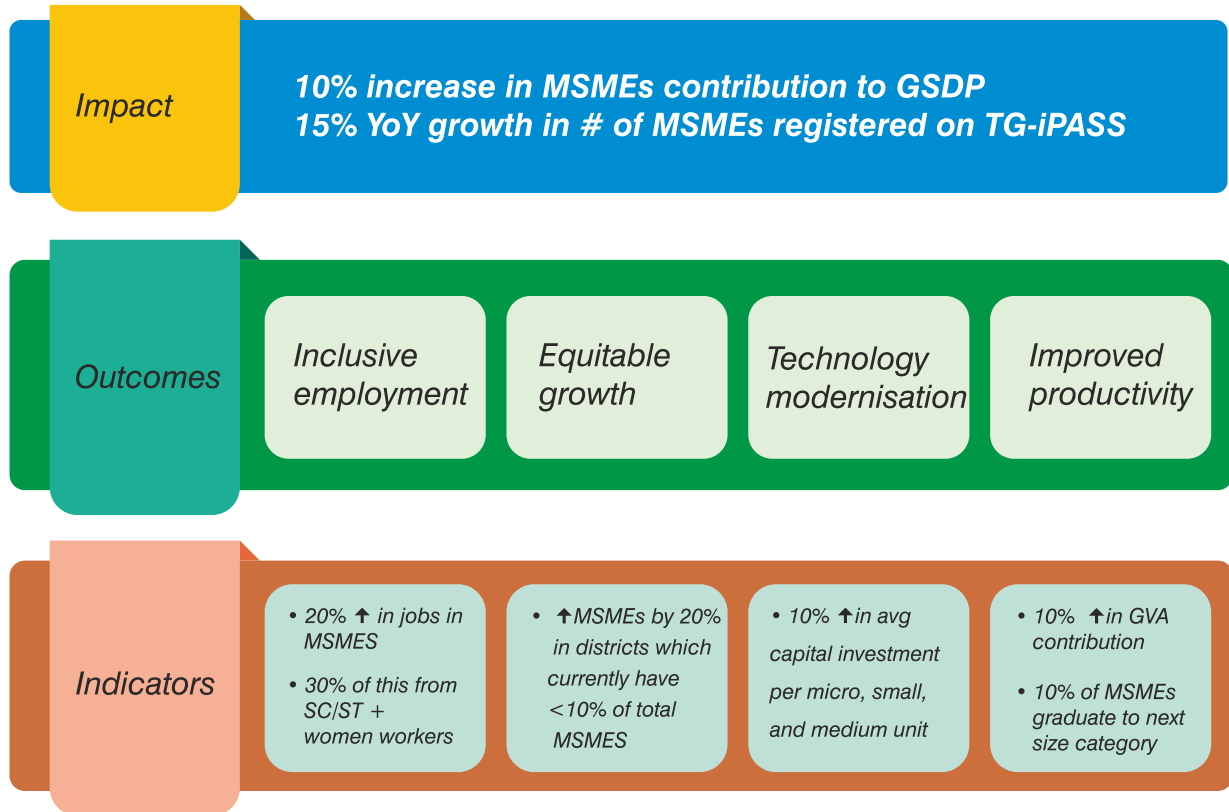 Impact
10% increase in MSMEs contribution to GSDP
15% YoY growth in # of MSMEs registered on TG-iPASS
Outcomes
Inclusive
employment
Equitable
growth
Technology
modernisation
Improved
productivity
Indicators
• 20% ↑ in jobs in
MSMES
• 30% of this from
SC/ST +
women workers
• ↑MSMEs by 20%
in districts which
currently have
<10% of total
MSMES
• 10% ↑in avg
capital investment
per micro, small,
and medium unit
• 10% ↑in GVA
contribution
• 10% of MSMEs
graduate to next
size category